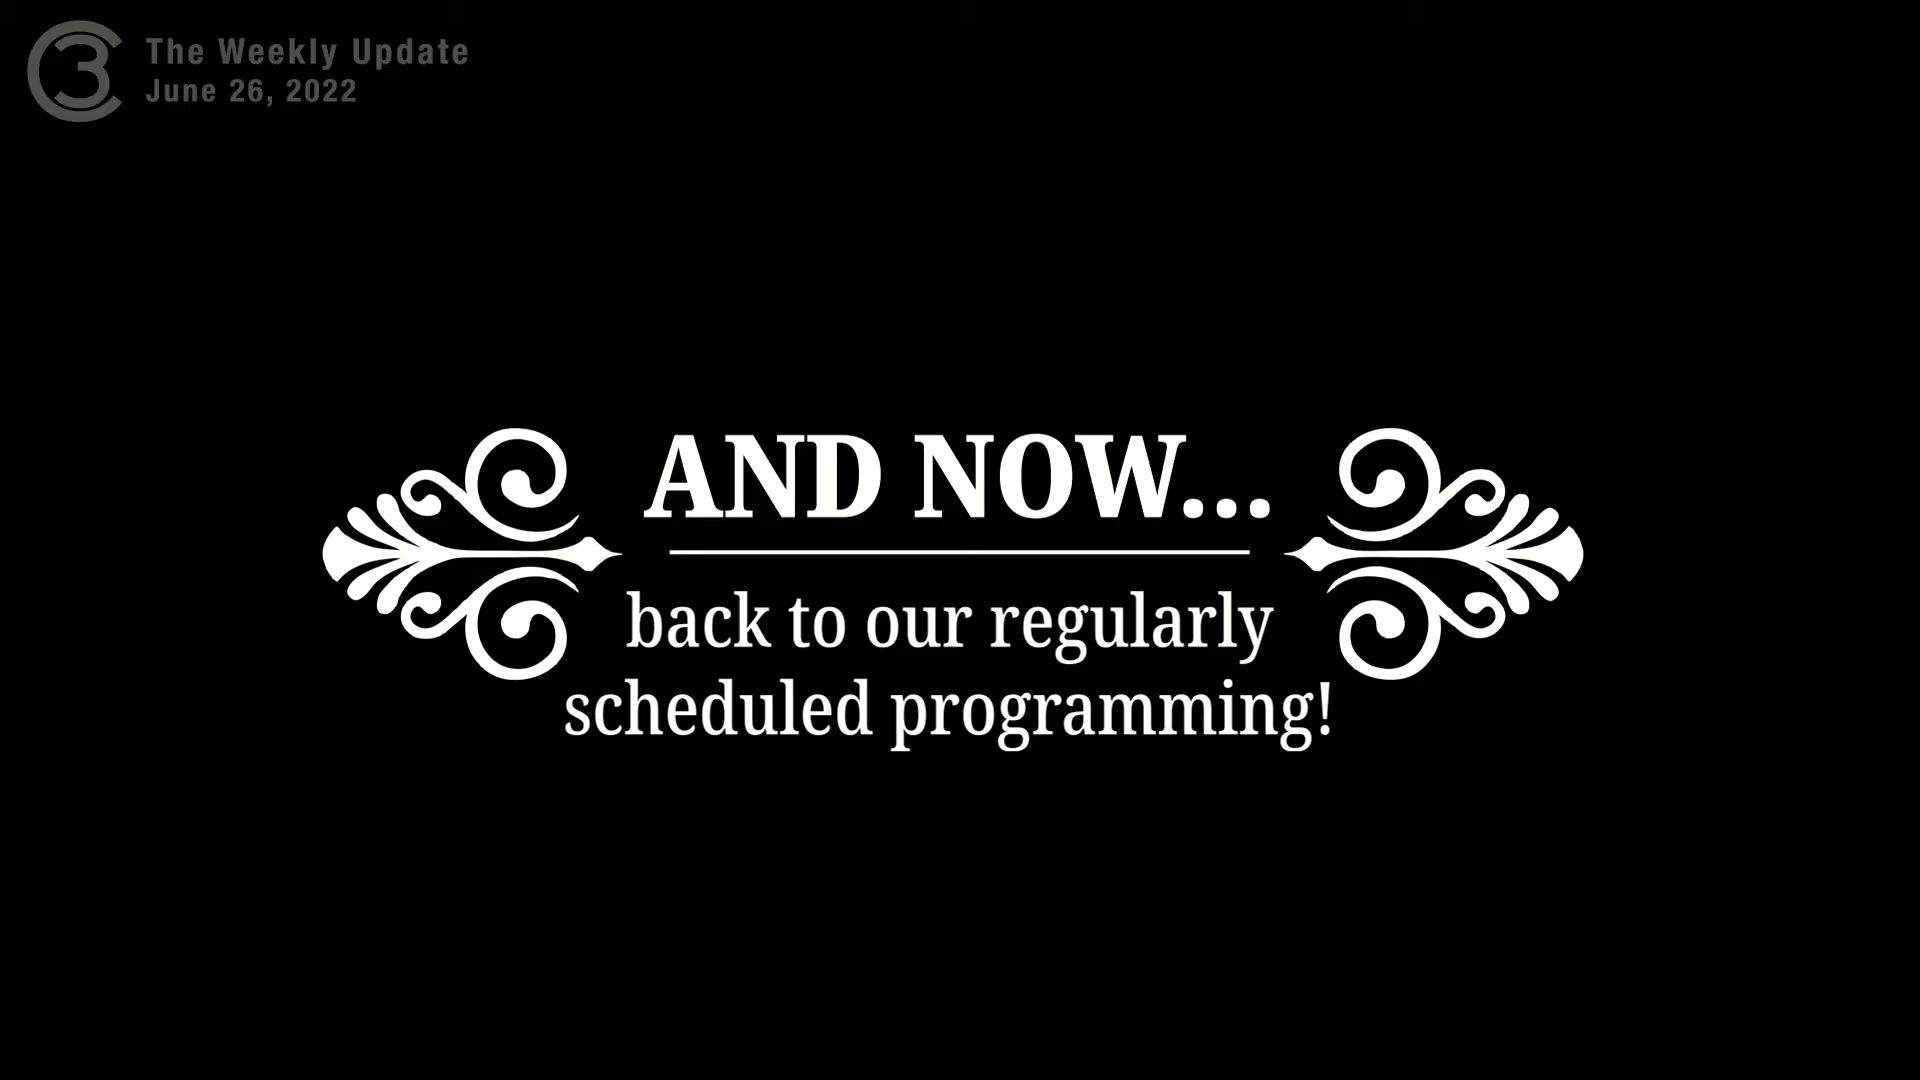 The Weekly Update
June 26, 2022
AND NOW...
back to our regularly
scheduled programming!